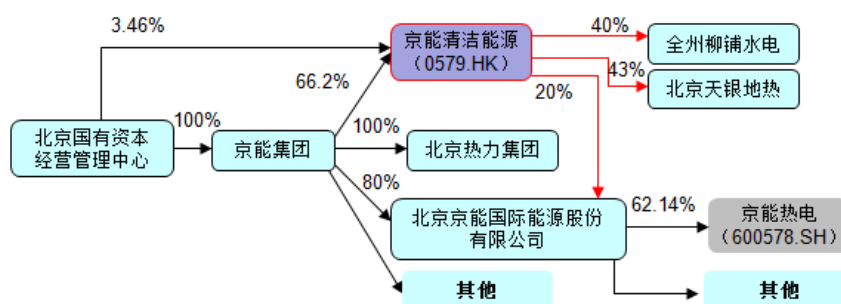 3.46%
京能清洁能源
（0579.HK）
40%
全州柳铺水电
66.2%
43%
北京天银地热
20%
北京国有资本
经营管理中心
100%
京能集团
100%
北京热力集团
80%
北京京能国际能源股份
有限公司
62.14%
京能热电
（600578.SH）
其他
其他